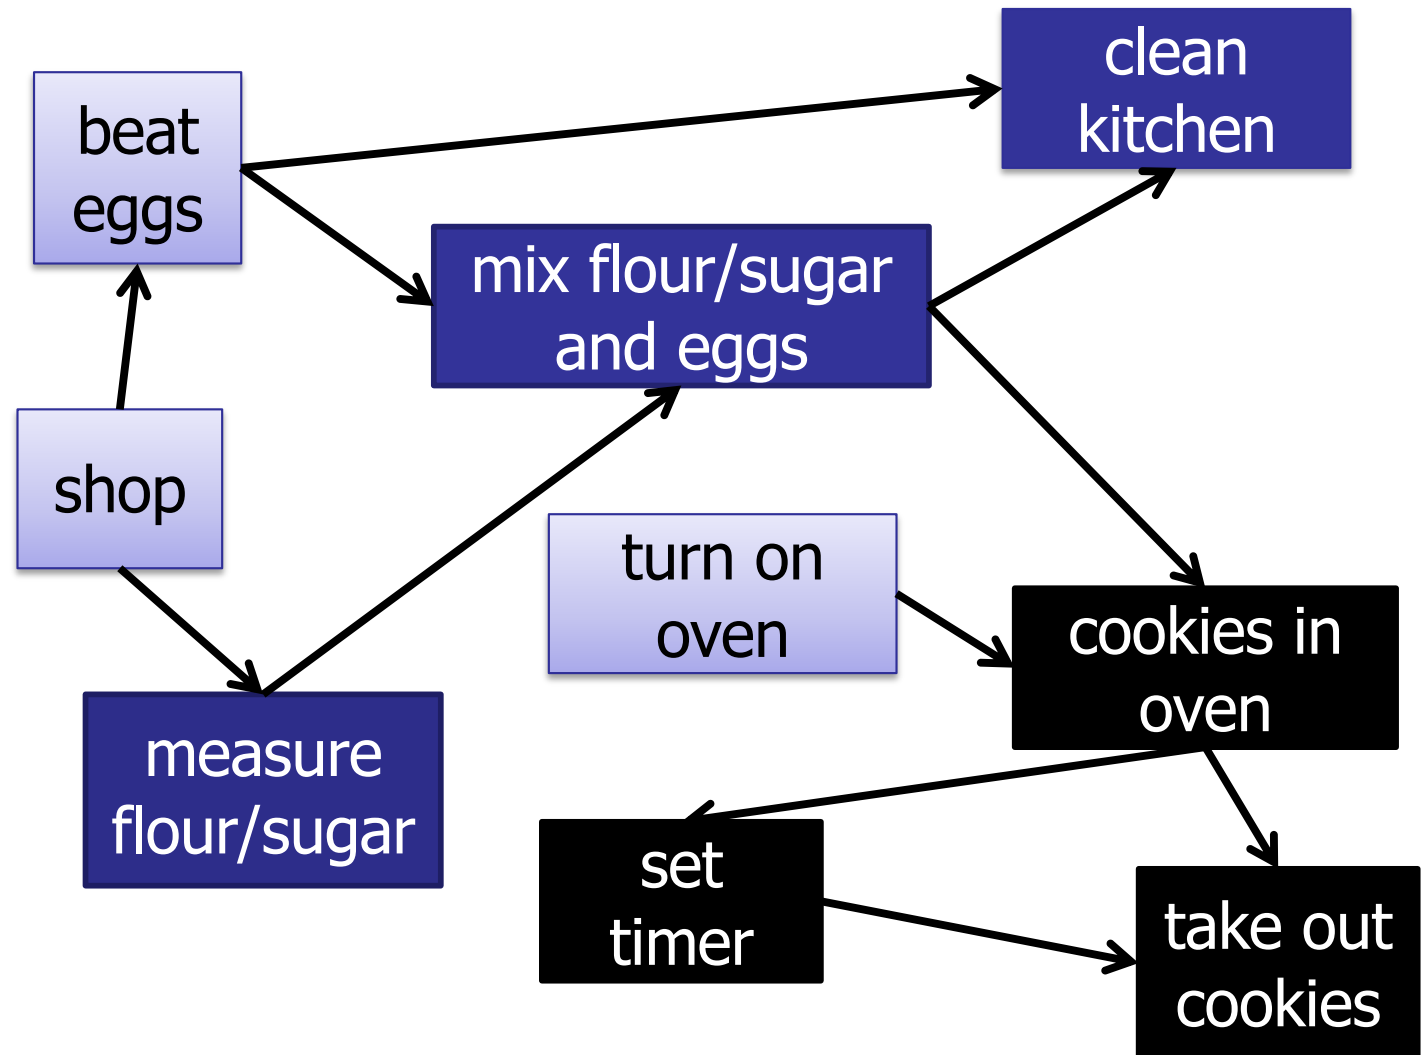 clean
kitchen
beat
eggs
mix flour/sugar
and eggs
shop
turn on
oven
cookies in
oven
measure
flour/sugar
set
timer
take out
cookies